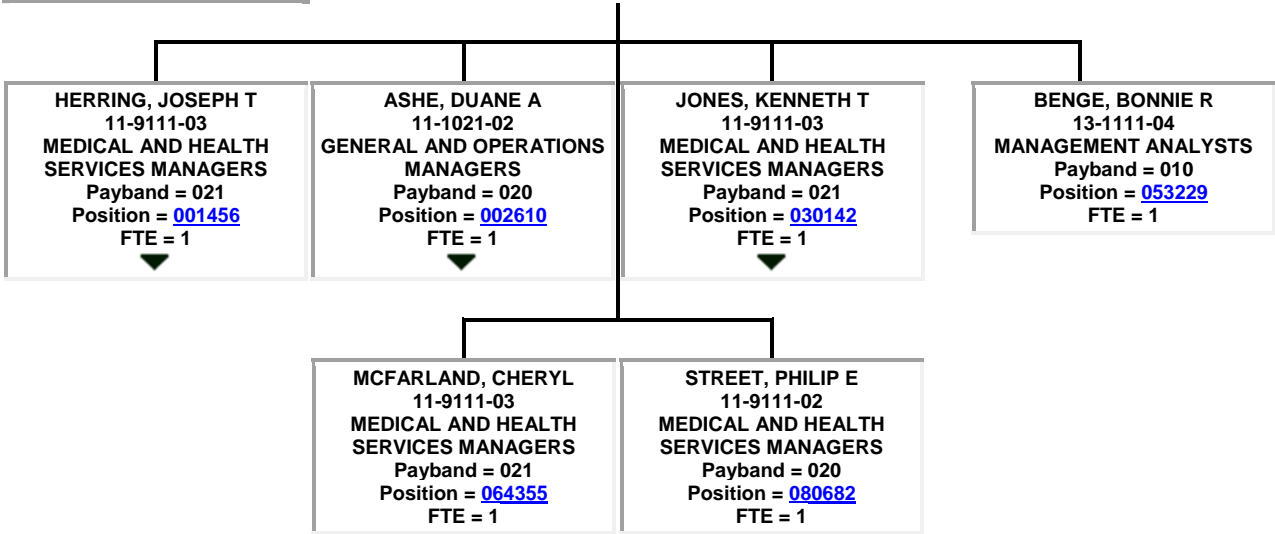 HERRING, JOSEPH T
11-9111-03
MEDICAL AND HEALTH
SERVICES MANAGERS
Payband = 021
Position = 001456
FTE = 1
ASHE, DUANE A
11-1021-02
GENERAL AND OPERATIONS
MANAGERS
Payband = 020
Position = 002610
FTE = 1
JONES, KENNETH T
11-9111-03
MEDICAL AND HEALTH
SERVICES MANAGERS
Payband = 021
Position = 030142
FTE = 1
BENGE, BONNIE R
13-1111-04
MANAGEMENT ANALYSTS
Payband = 010
Position = 053229
FTE = 1
MCFARLAND, CHERYL
11-9111-03
MEDICAL AND HEALTH
SERVICES MANAGERS
Payband = 021
Position = 064355
FTE = 1
STREET, PHILIP E
11-9111-02
MEDICAL AND HEALTH
SERVICES MANAGERS
Payband = 020
Position = 080682
FTE = 1